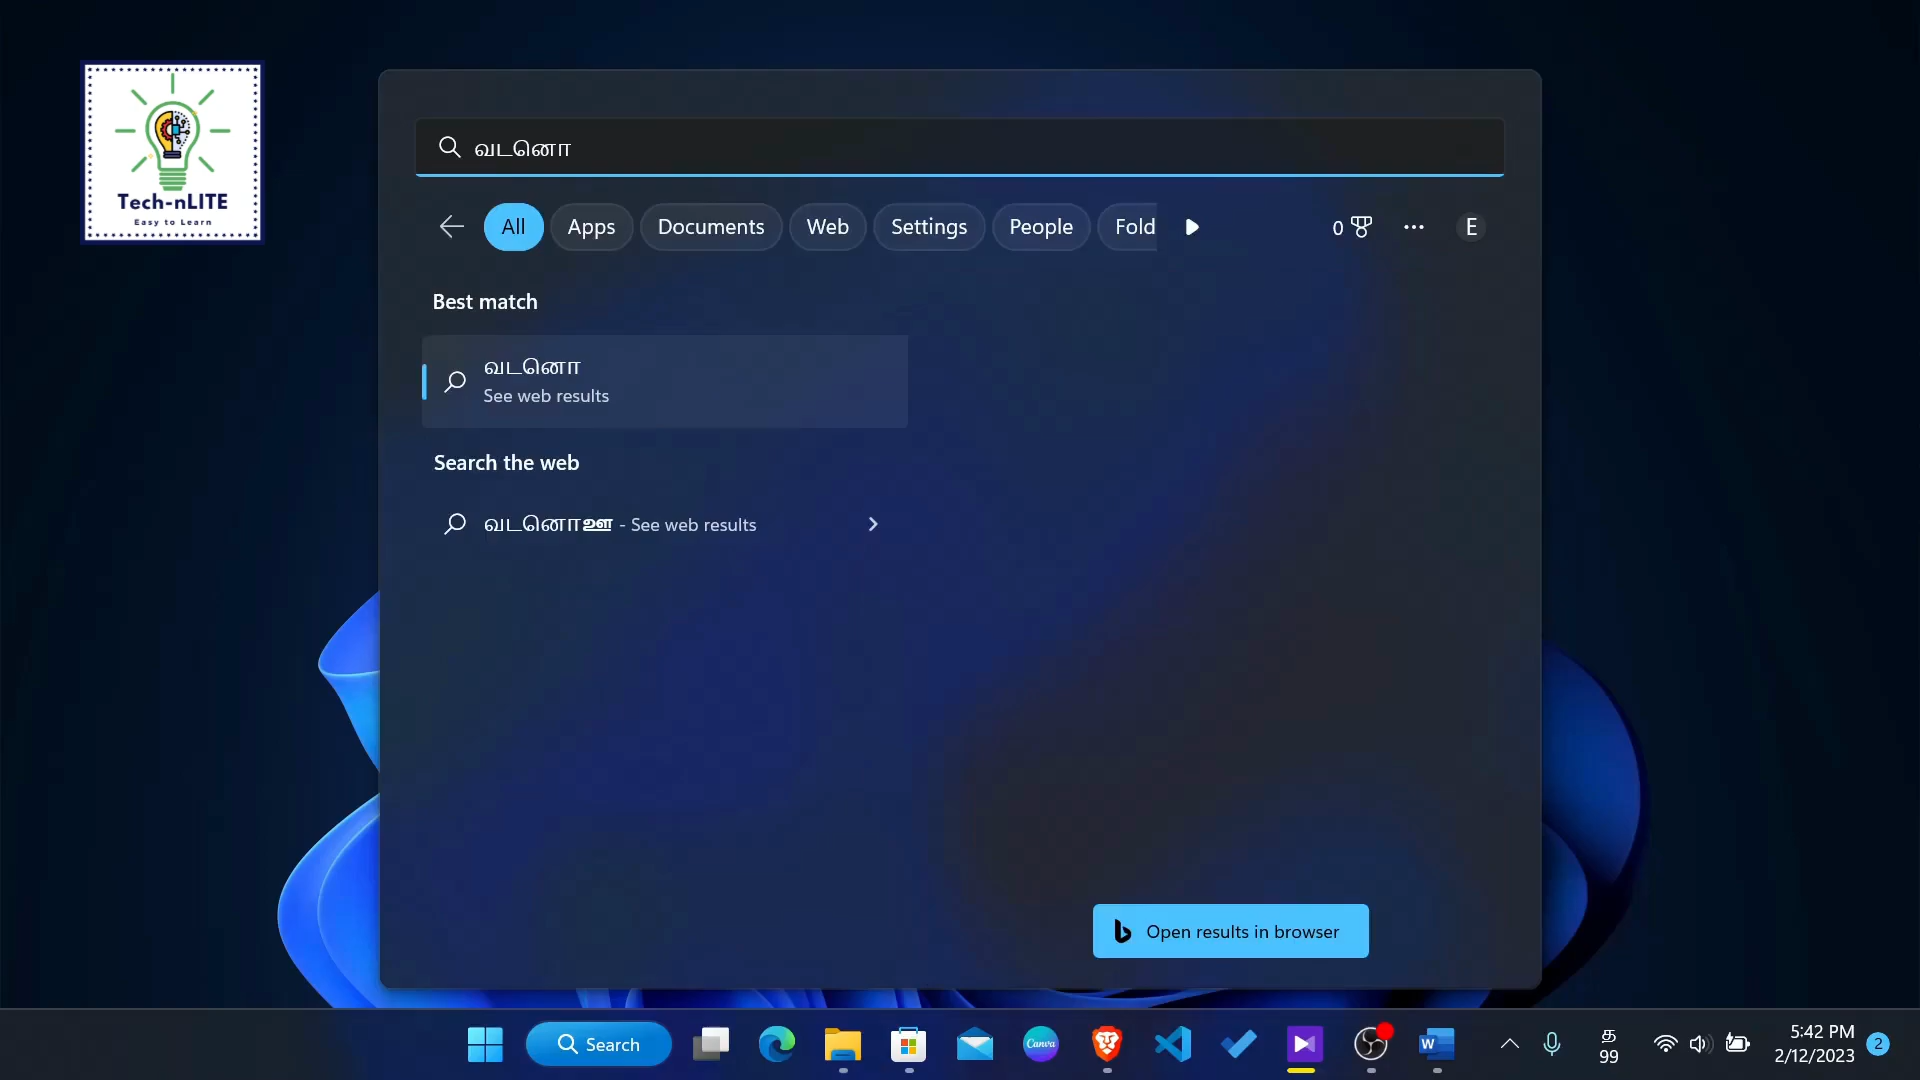 Tech-nLITE
Easy to Learn
வடனொ
All Apps Documents Web Settings People Fold 0 ... E
Best match
வடனொ
See web results
Search the web
வடனொஊ - See web results
Open results in browser
Search
Canva
த
99
5:42 PM
2/12/2023
2